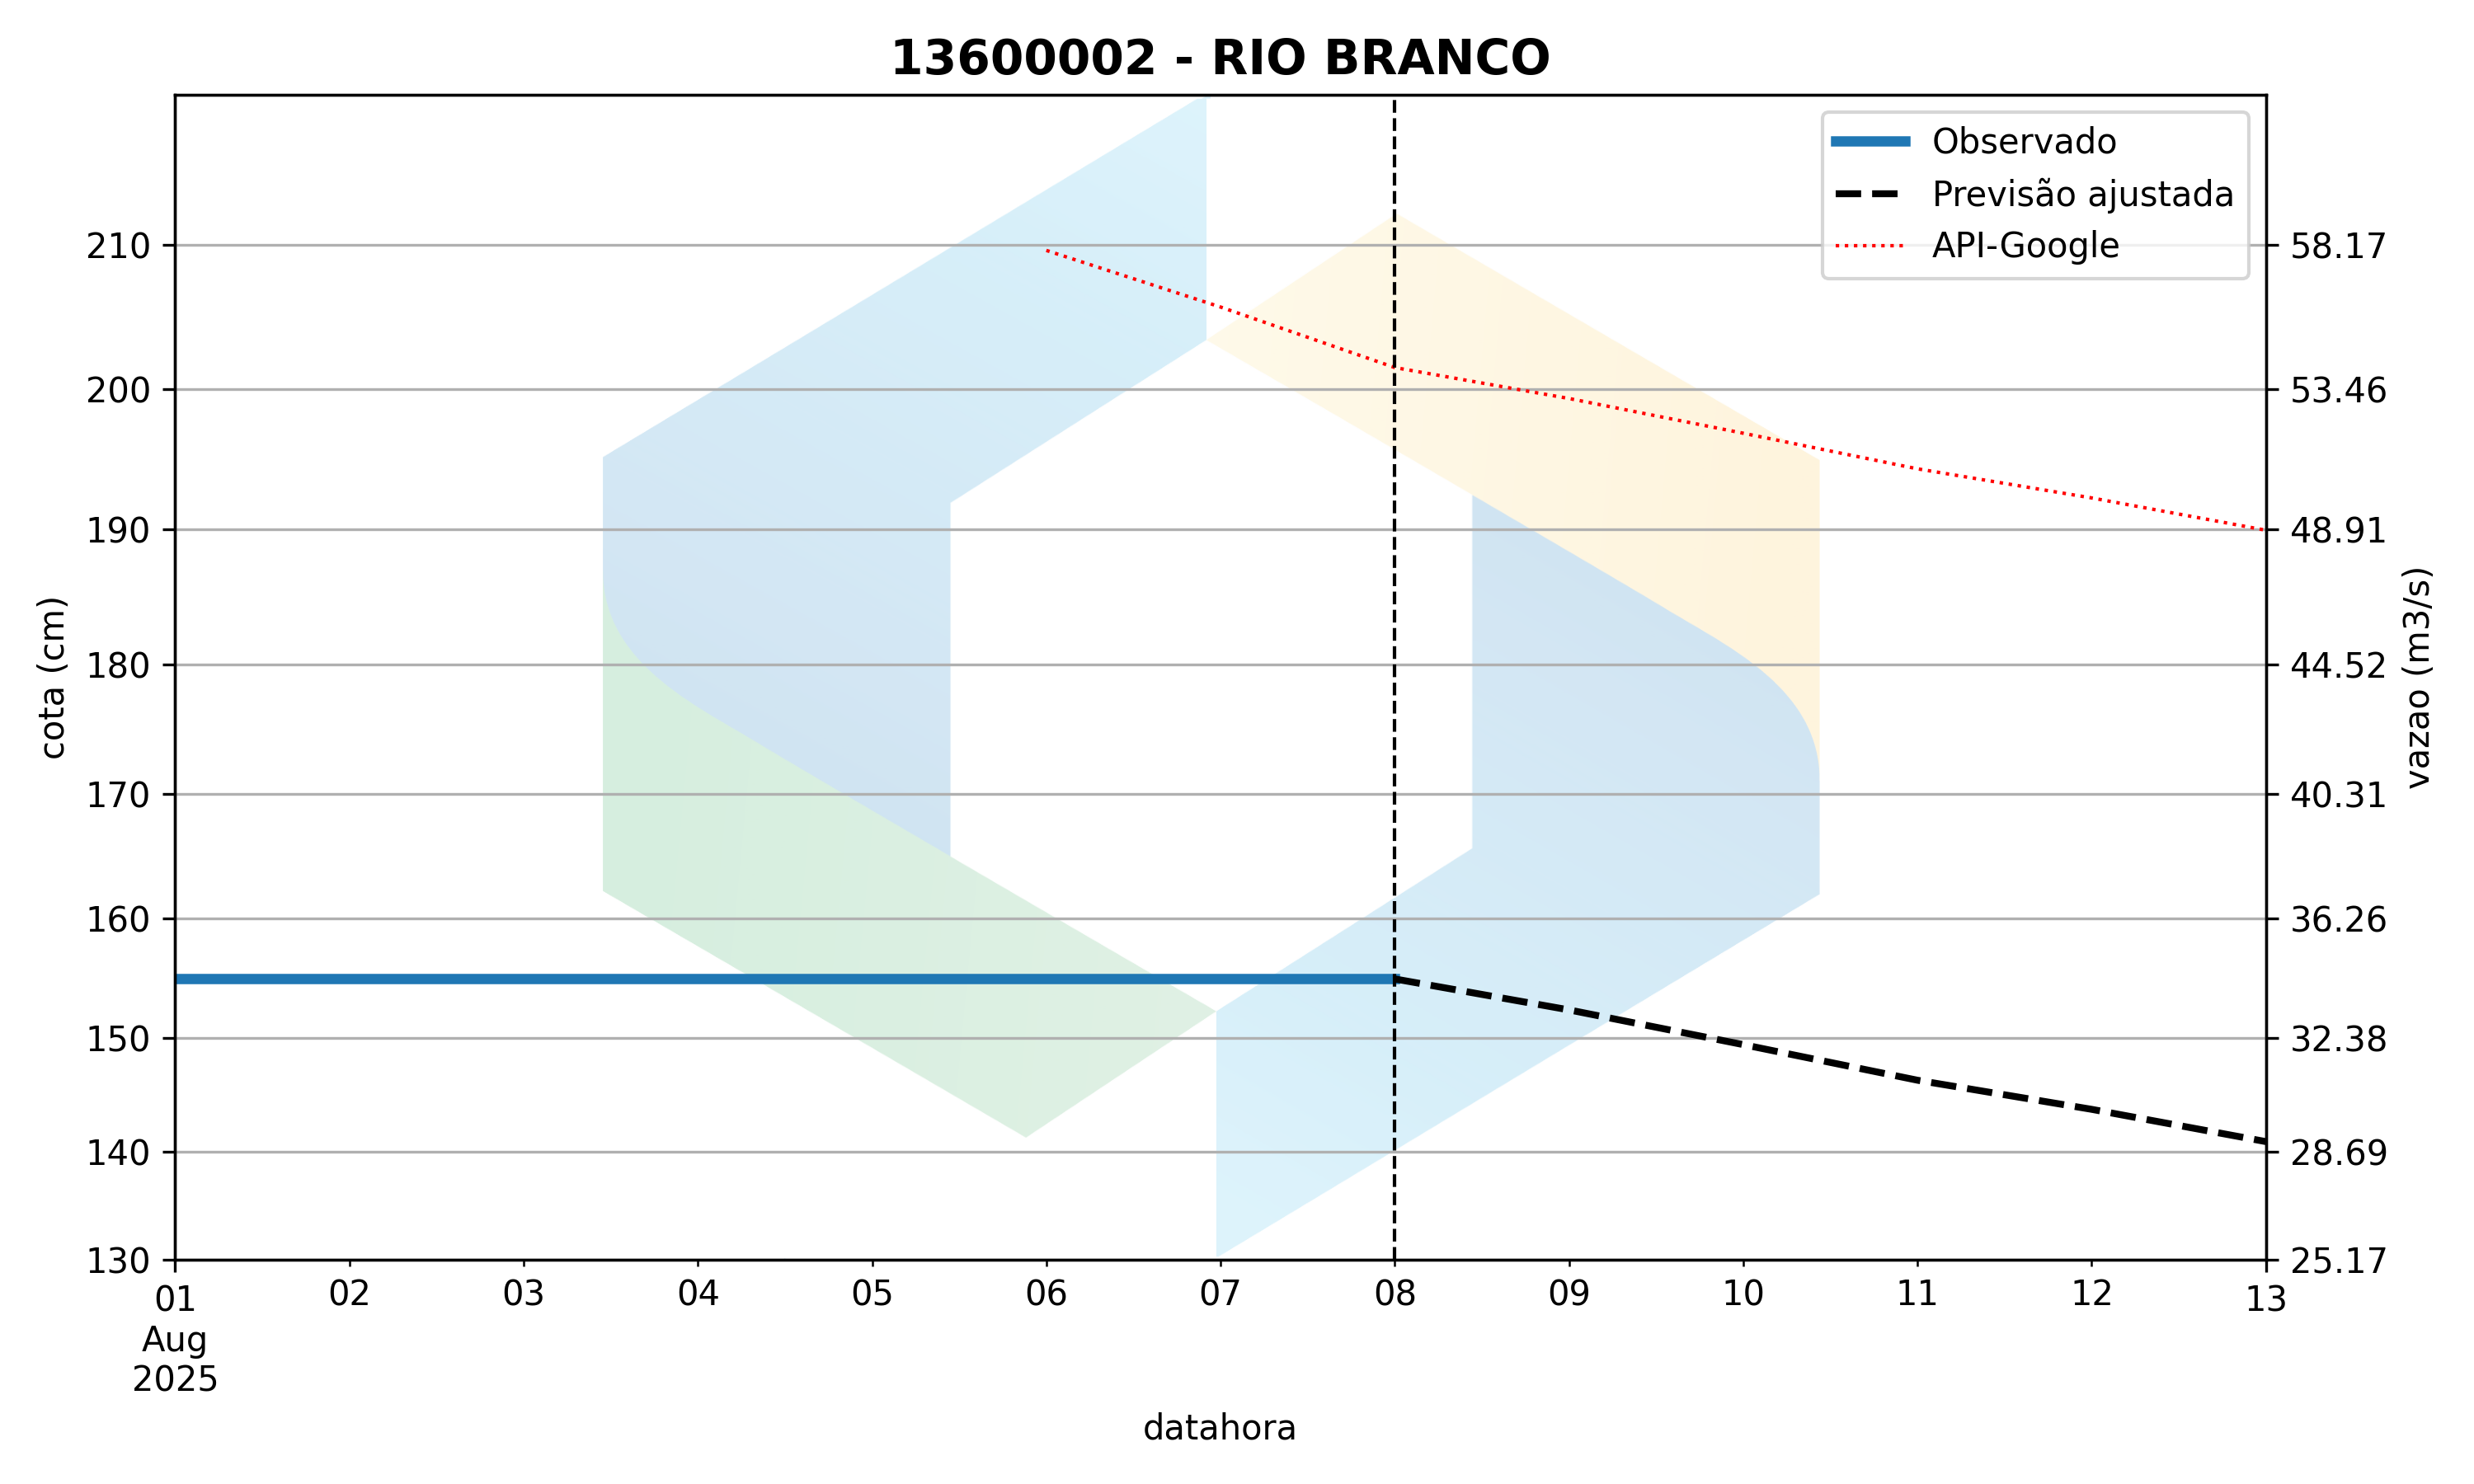 13600002 - RIO BRANCO
Observado
Previsão ajustada
API-Google
210
200
190
180
170
160
150
140
130
cota (cm)
58.17
53.46
48.91
44.52
40.31
36.26
32.38
28.69
25.17
vazao (m3/s)
01 02 03 04 05 06 07 08 09 10 11 12 13
Aug
2025
datahora